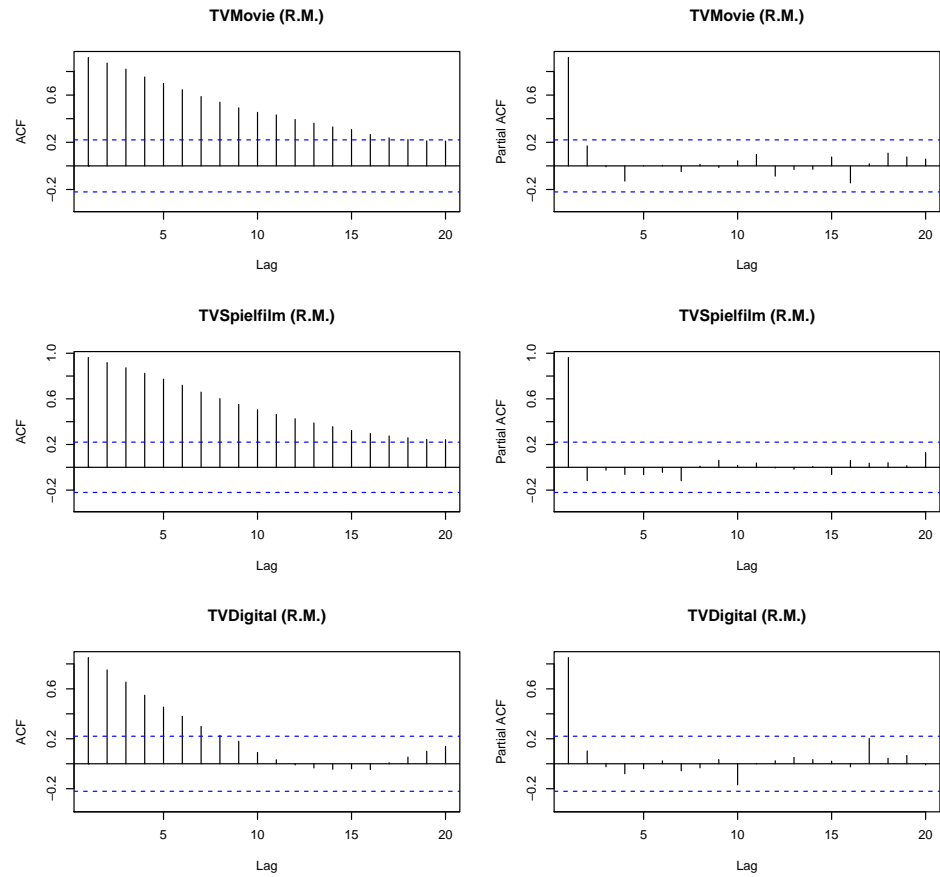 TVMovie (R.M.)
ACF
0.6
0.2
−0.2
5
10
15
20
Lag
TVMovie (R.M.)
Partial ACF
0.6
0.2
−0.2
5
10
15
20
Lag
TVSpielfilm (R.M.)
ACF
1.0
0.6
0.2
−0.2
5
10
15
20
Lag
TVSpielfilm (R.M.)
Partial ACF
1.0
0.6
0.2
−0.2
5
10
15
20
Lag
TVDigital (R.M.)
ACF
0.6
0.2
−0.2
5
10
15
20
Lag
TVDigital (R.M.)
Partial ACF
0.6
0.2
−0.2
5
10
15
20
Lag